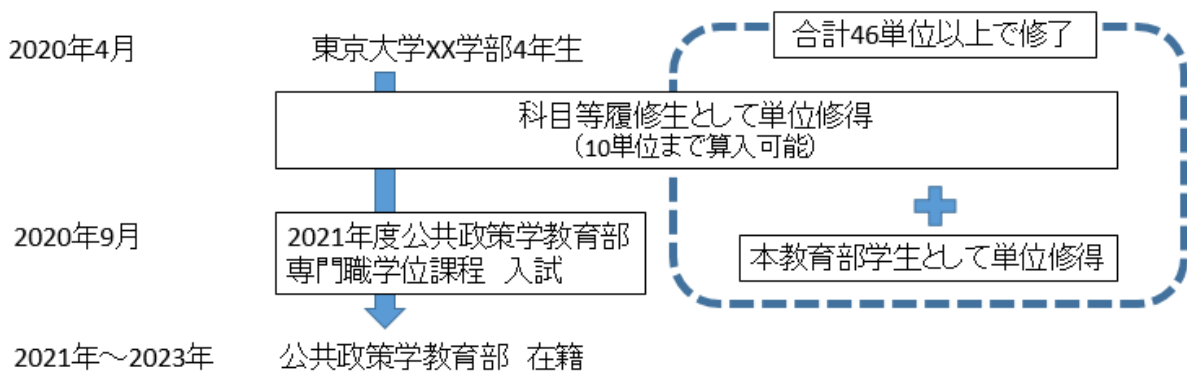 2020年4月
東京大学XX学部4年生
合計46単位以上で修了
科目等履修生として単位修得
(10単位まで算入可能)
2020年9月
2021年度公共政策学教育部
専門職学位課程 入試
本教育部学生として単位修得
2021年～2023年
公共政策学教育部 在籍